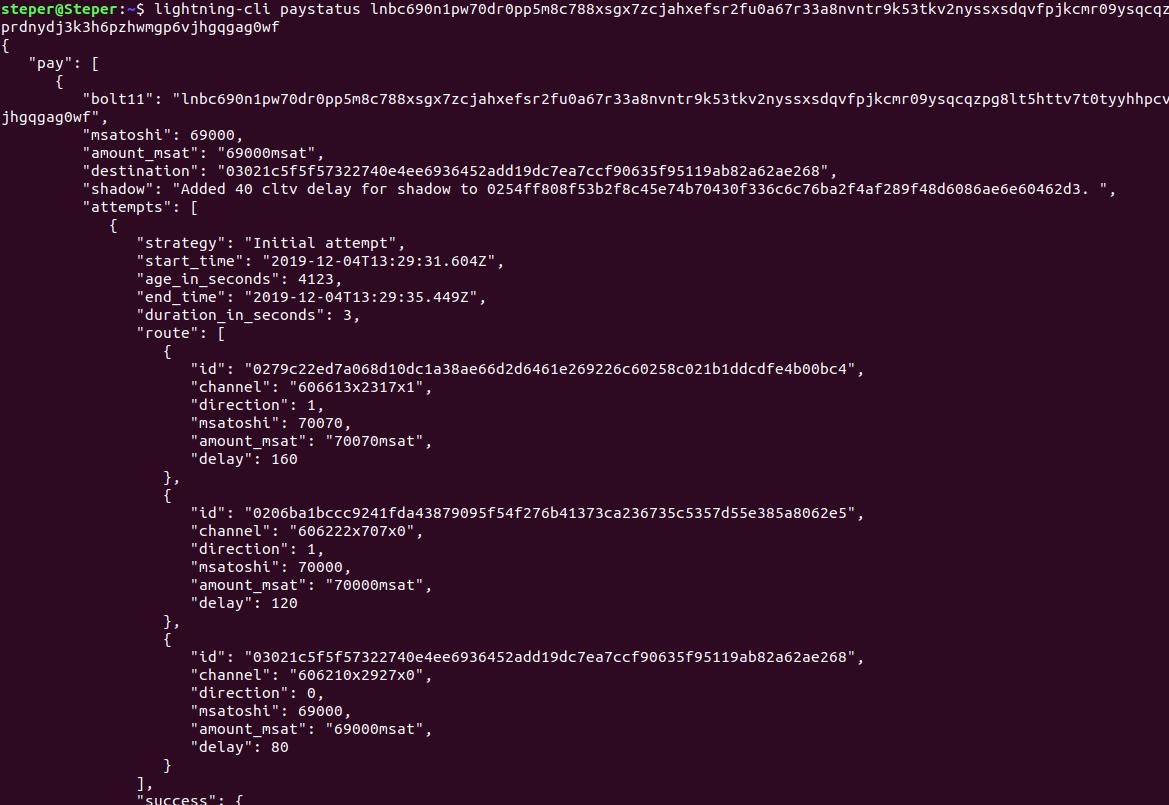 steper@Steper:~$ lightning-cli paystatus lnbc690n1pw70dr0pp5m8c788xsgx7zcjahxefsr2fu0a67r33a8nvntr9k53tkv2nyssxsdqvfpjkcmr09ysqcqz
prdnydj3k3h6pzhwmgp6vjhgqgag0wf
{
"pay": [
{
"bolt11": "lnbc690n1pw70dr0pp5m8c788xsgx7zcjahxefsr2fu0a67r33a8nvntr9k53tkv2nyssxsdqvfpjkcmr09ysqcqzpg8lt5httv7t0tyyhhpcv
jhgqgag0wf",
"msatoshi": 69000,
"amount_msat": "69000msat",
"destination": "03021c5f5f57322740e4ee6936452add19dc7ea7ccf90635f95119ab82a62ae268",
"shadow": "Added 40 cltv delay for shadow to 0254ff808f53b2f8c45e74b70430f336c6c76ba2f4af289f48d6086ae6e60462d3. ",
"attempts": [
{
"strategy": "Initial attempt",
"start_time": "2019-12-04T13:29:31.604Z",
"age_in_seconds": 4123,
"end_time": "2019-12-04T13:29:35.449Z",
"duration_in_seconds": 3,
"route": [
{
"id": "0279c22ed7a068d10dc1a38ae66d2d6461e269226c60258c021b1ddcdfe4b00bc4",
"channel": "606613x2317x1",
"direction": 1,
"msatoshi": 70070,
"amount_msat": "70070msat",
"delay": 160
},
{
"id": "0206ba1bccc9241fda43879095f54f276b41373ca236735c5357d55e385a8062e5",
"channel": "606222x707x0",
"direction": 1,
"msatoshi": 70000,
"amount_msat": "70000msat",
"delay": 120
},
{
"id": "03021c5f5f57322740e4ee6936452add19dc7ea7ccf90635f95119ab82a62ae268",
"channel": "606210x2927x0",
"direction": 0,
"msatoshi": 69000,
"amount_msat": "69000msat",
"delay": 80
}
],
"success": {